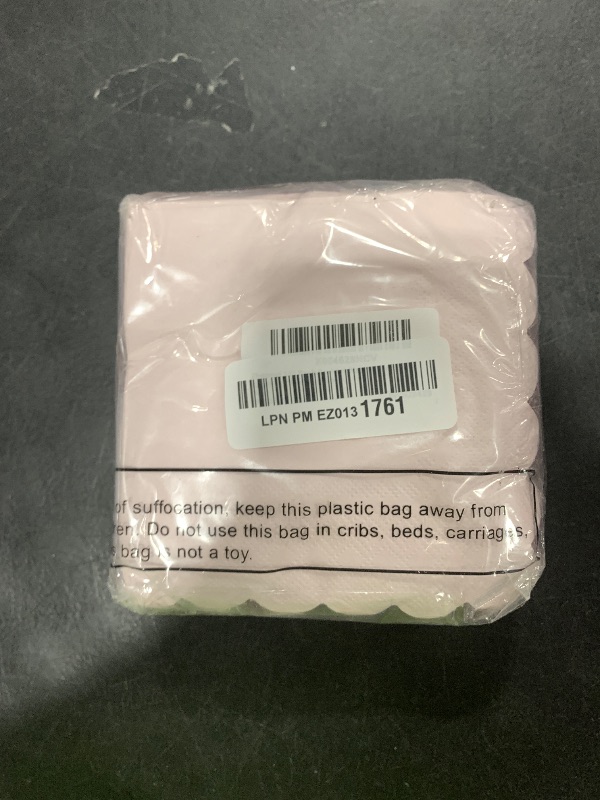 LPN PM EZ013 1761
of suffocation, keep this plastic bag away from
ren. Do not use this bag in cribs, beds, carriages,
bag is not a toy.